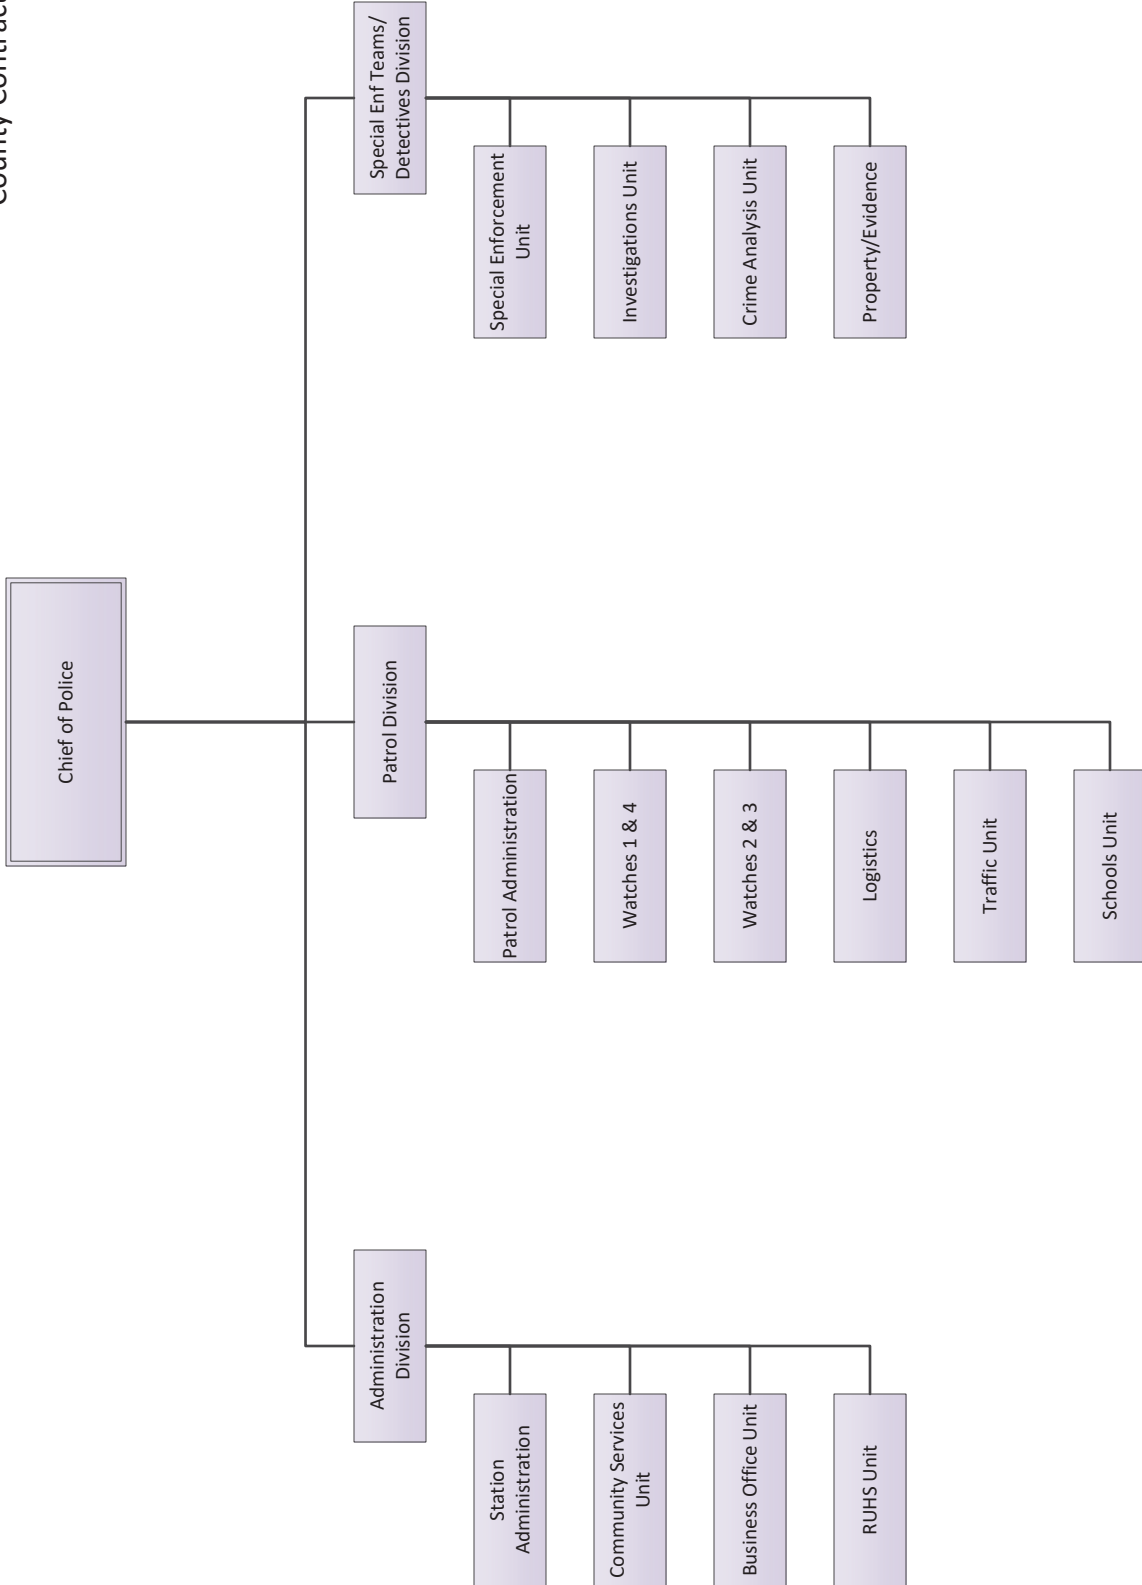 County Contract
Chief of Police
Administration
Division
Station
Administration
Community Services
Unit
Business Office Unit
RUHS Unit
Patrol Division
Patrol Administration
Watches 1 & 4
Watches 2 & 3
Logistics
Traffic Unit
Schools Unit
Special Enf Teams/
Detectives Division
Special Enforcement
Unit
Investigations Unit
Crime Analysis Unit
Property/Evidence